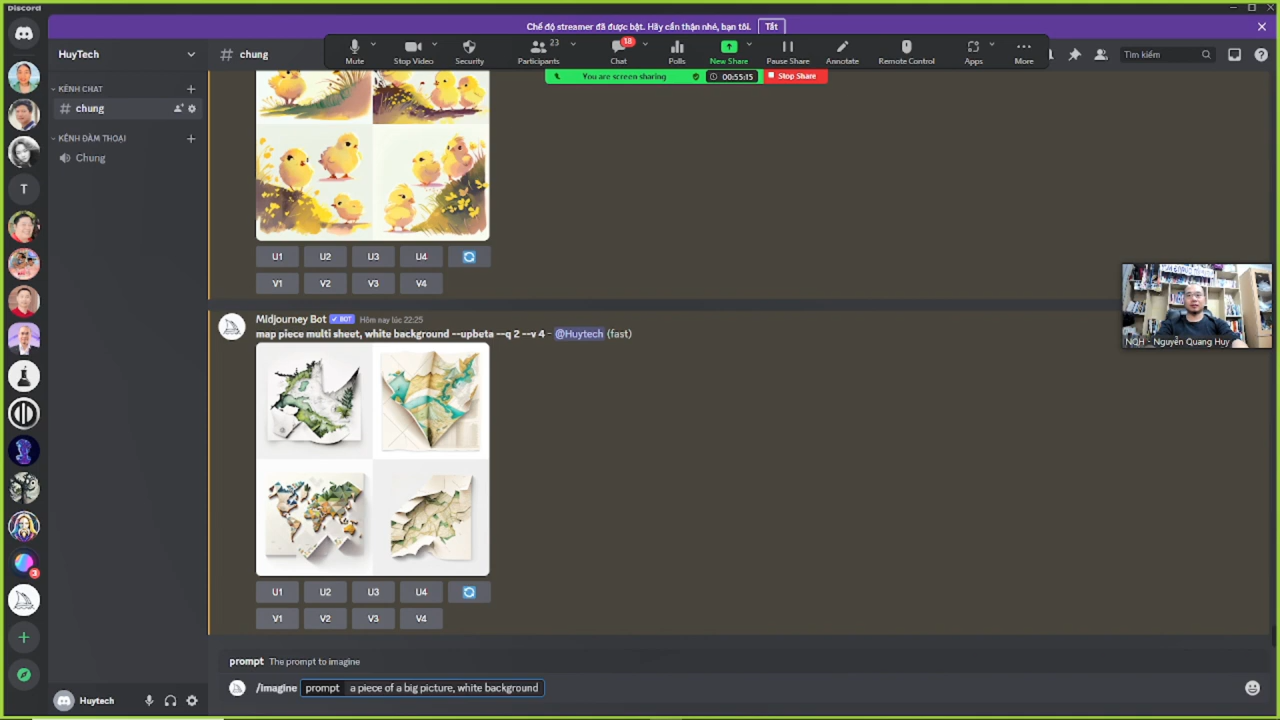 Discord
Chế độ streamer đã được bật. Hãy cẩn thận nhé, bạn tôi.
Tắt
HuyTech
# chung
Mute
Stop Video
Security
23
Participants
18
Chat
Polls
New Share
Pause Share
Annotate
Remote Control
Apps
More
Tìm kiếm
You are screen sharing
00:55:15
Stop Share
KÊNH CHAT
# chung
KÊNH ĐÀM THOẠI
Chung
T
U1 U2 U3 U4
V1 V2 V3 V4
Midjourney Bot ✓ BOT Hôm nay lúc 22:25
map piece multi sheet, white background --upbeta --q 2 --v 4 - @Huytech (fast)
NQH - Nguyễn Quang Huy
U1 U2 U3 U4
V1 V2 V3 V4
3
prompt The prompt to imagine
/imagine prompt a piece of a big picture, white background
Huytech